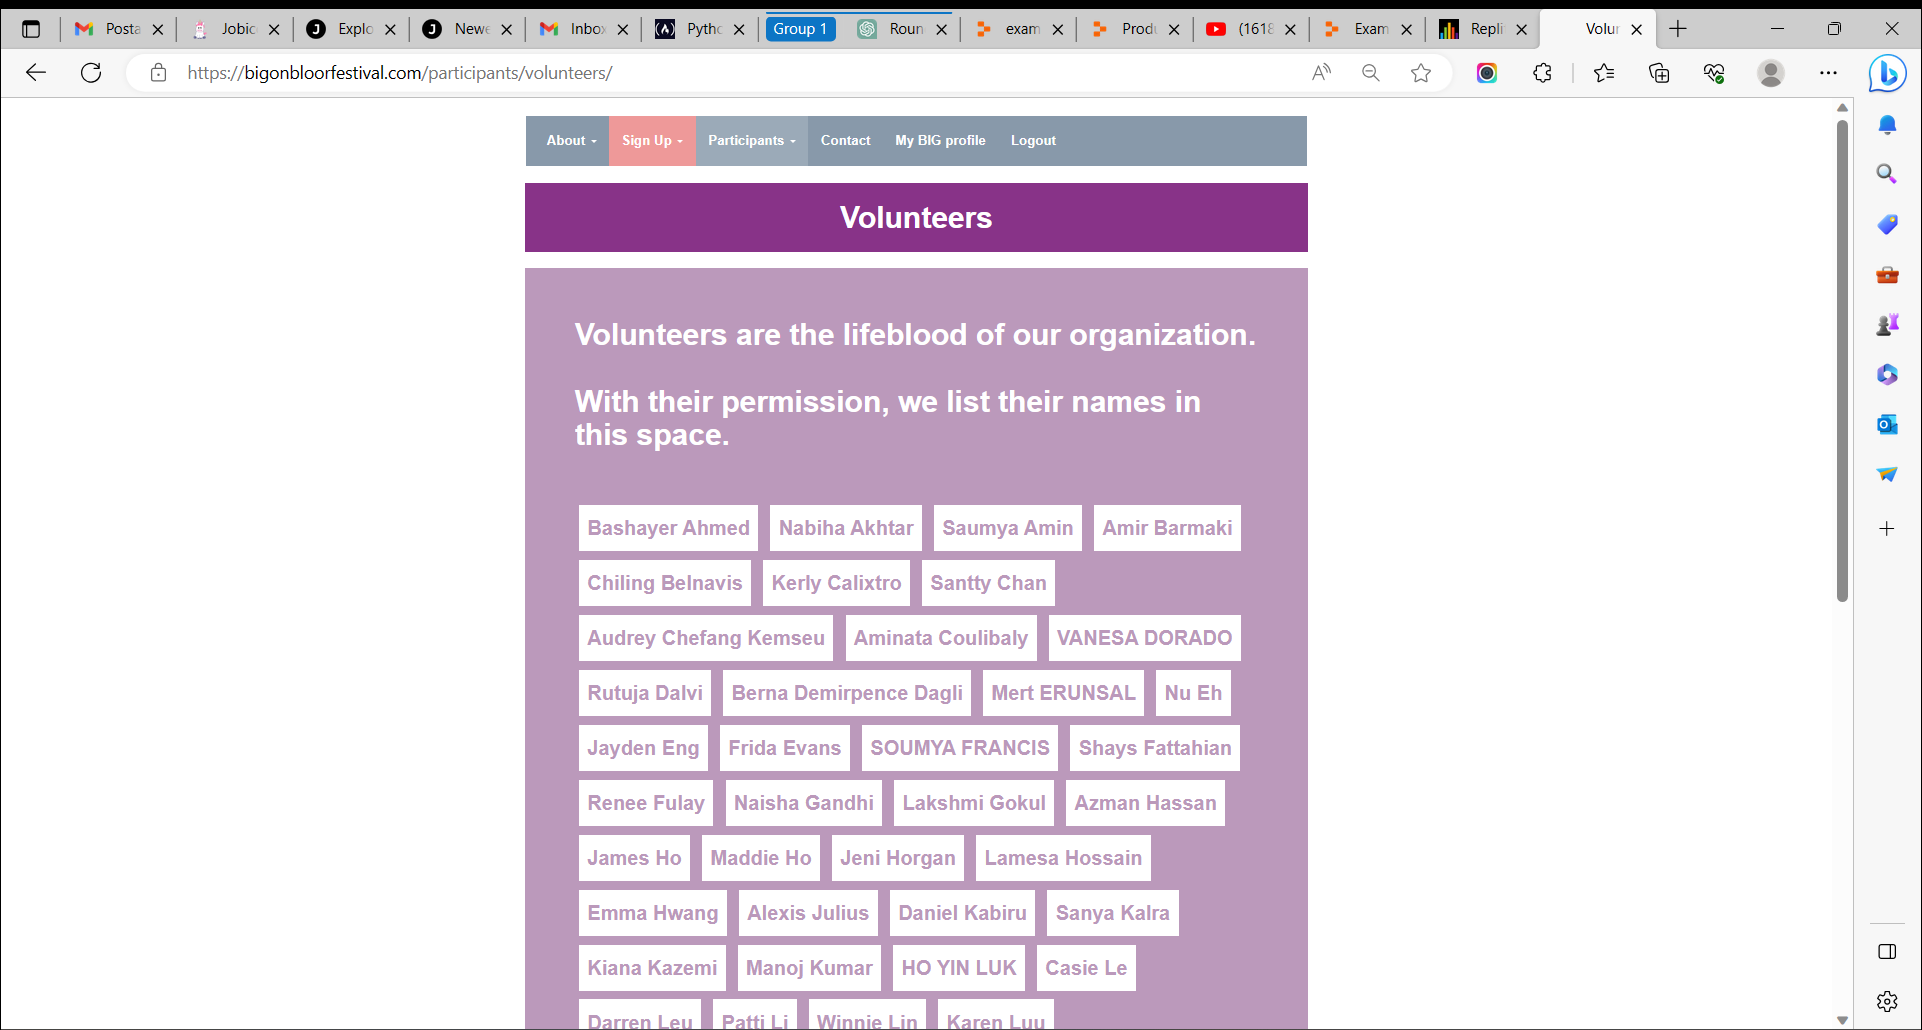 Posta Jobic Explo Newe Inbox Pytho Group 1 Roun exam Produ (1618 Exam Repli Volun
https://bigonbloorfestival.com/participants/volunteers/
About Sign Up Participants Contact My BIG profile Logout
Volunteers
Volunteers are the lifeblood of our organization.
With their permission, we list their names in
this space.
Bashayer Ahmed Nabiha Akhtar Saumya Amin Amir Barmaki
Chiling Belnavis Kerly Calixtro Santty Chan
Audrey Chefang Kemseu Aminata Coulibaly VANESA DORADO
Rutuja Dalvi Berna Demirpence Dagli Mert ERUNSAL Nu Eh
Jayden Eng Frida Evans SOUMYA FRANCIS Shays Fattahian
Renee Fulay Naisha Gandhi Lakshmi Gokul Azman Hassan
James Ho Maddie Ho Jeni Horgan Lamesa Hossain
Emma Hwang Alexis Julius Daniel Kabiru Sanya Kalra
Kiana Kazemi Manoj Kumar HO YIN LUK Casie Le
Darren Leu Patti Li Winnie Lin Karen Luu